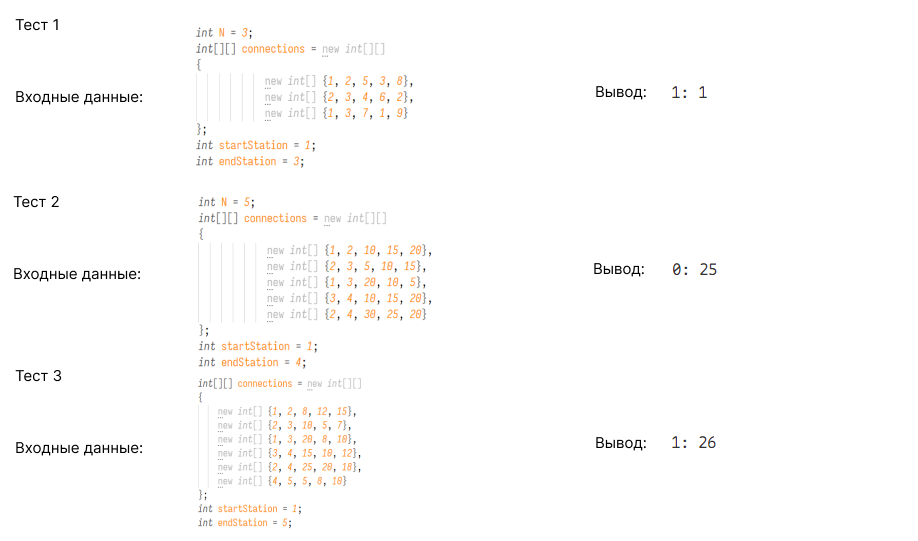 Тест 1
int N = 3;
int[][] connections = new int[][]
{
new int[] {1, 2, 5, 3, 8},
Входные данные:
new int[] {2, 3, 4, 6, 2},
Вывод: 1: 1
new int[] {1, 3, 7, 1, 9}
};
int startStation = 1;
int endStation = 3;
Тест 2
int N = 5;
int[][] connections = new int[][]
{
new int[] {1, 2, 10, 15, 20},
new int[] {2, 3, 5, 10, 15},
Входные данные:
new int[] {1, 3, 20, 10, 5},
Вывод: 0: 25
new int[] {3, 4, 10, 15, 20},
new int[] {2, 4, 30, 25, 20}
};
int startStation = 1;
int endStation = 4;
Тест 3
int[][] connections = new int[][]
{
new int[] {1, 2, 8, 12, 15},
new int[] {2, 3, 10, 5, 7},
new int[] {1, 3, 20, 8, 10},
Входные данные:
new int[] {3, 4, 15, 10, 12},
Вывод: 1: 26
new int[] {2, 4, 25, 20, 18},
new int[] {4, 5, 5, 8, 10}
};
int startStation = 1;
int endStation = 5;